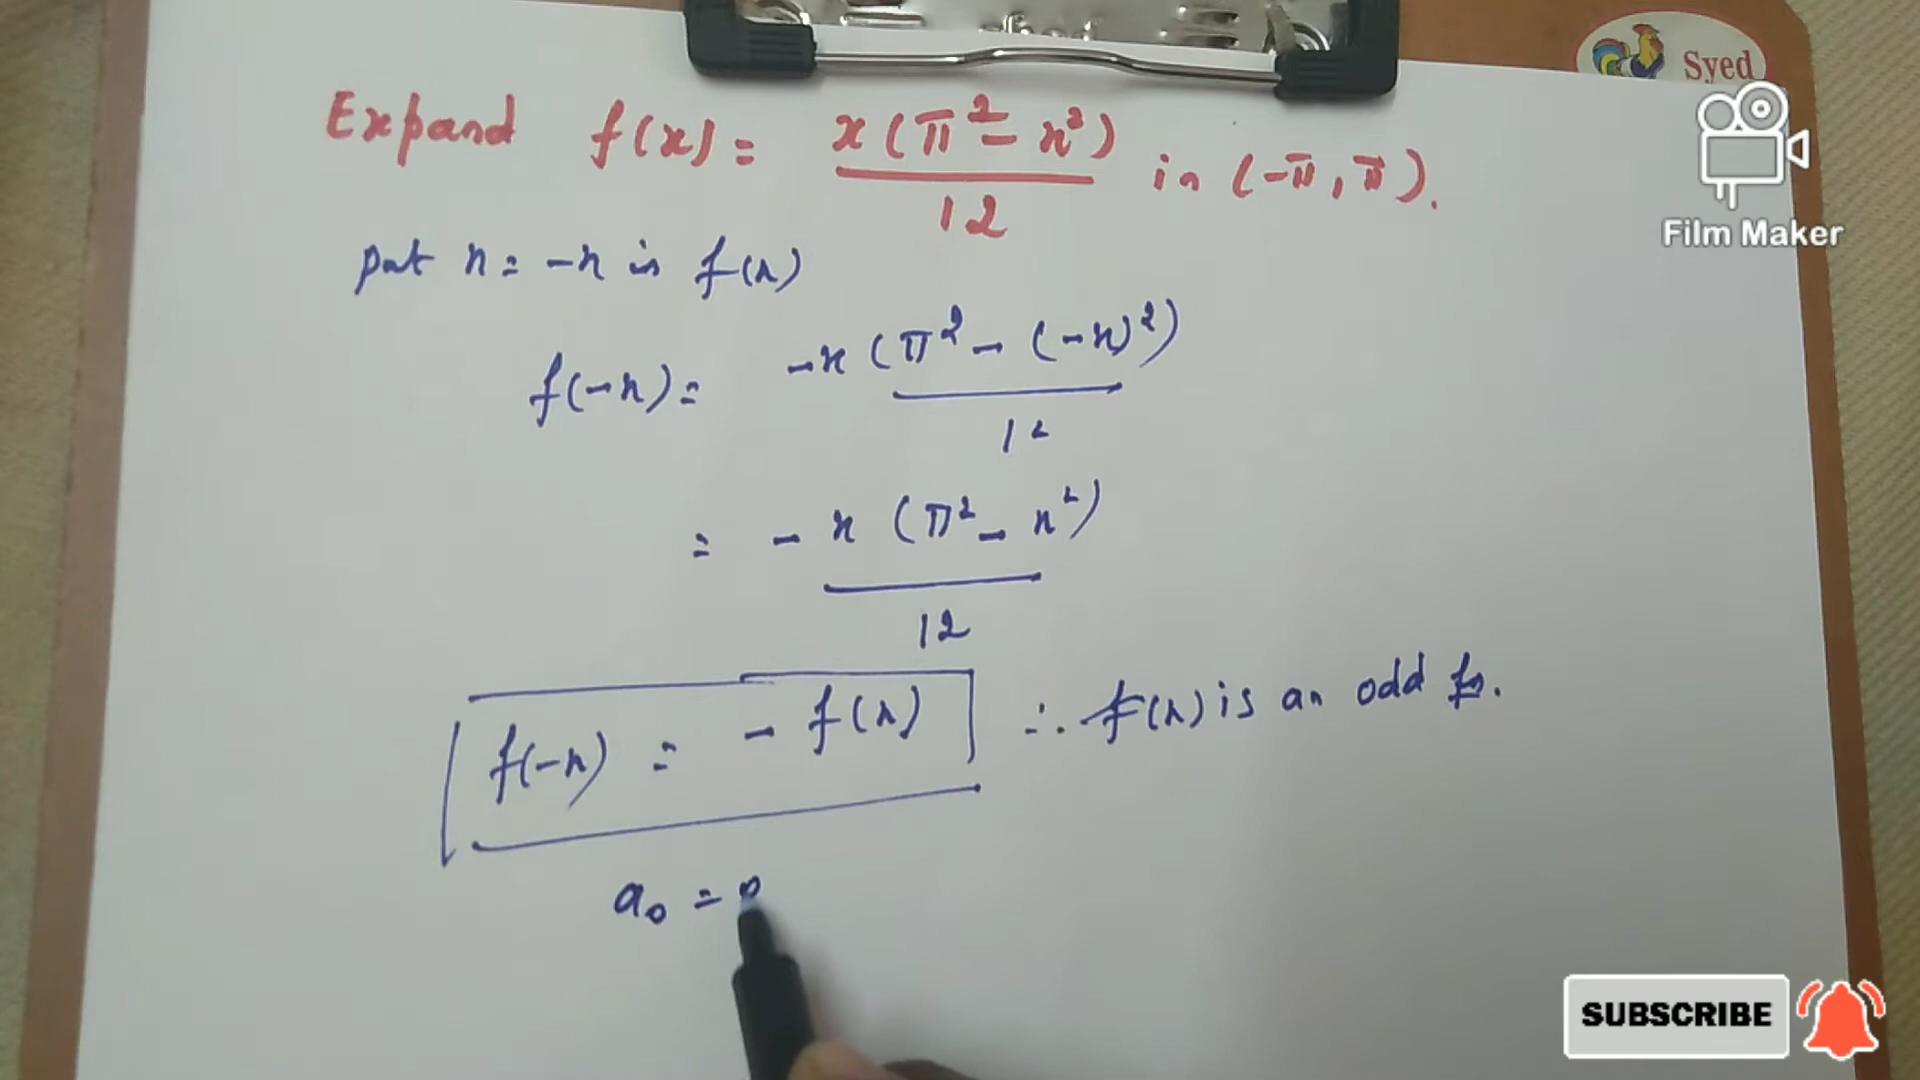 Syed
Film Maker
Expand f(x) = x(π² - x²) / 12 in (-π, π).
put x = -x in f(x)
f(-x) = -x(π² - (-x)²) / 12
= - x (π² - x²) / 12
f(-x) = - f(x) ∴ f(x) is an odd fn.
a₀ = 0
SUBSCRIBE